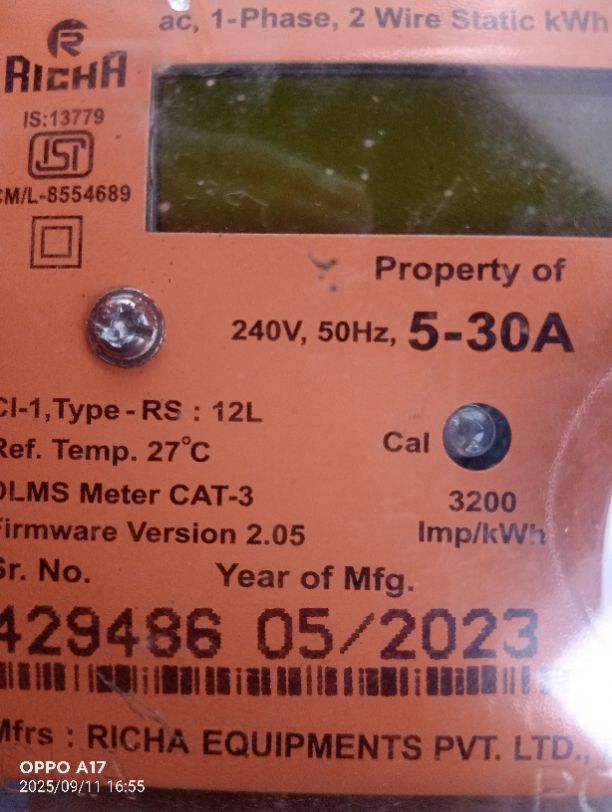 ac, 1-Phase, 2 Wire Static kWh
R
RICHA
IS:13779
ISI
CM/L-8554689
Property of
240V, 50Hz, 5-30A
Cl-1, Type - RS : 12L
Ref. Temp. 27°C
Cal
DLMS Meter CAT-3
3200
Imp/kWh
Firmware Version 2.05
Sr. No. Year of Mfg.
429486 05/2023
Mfrs : RICHA EQUIPMENTS PVT. LTD.,
OPPO A17
2025/09/11 16:55